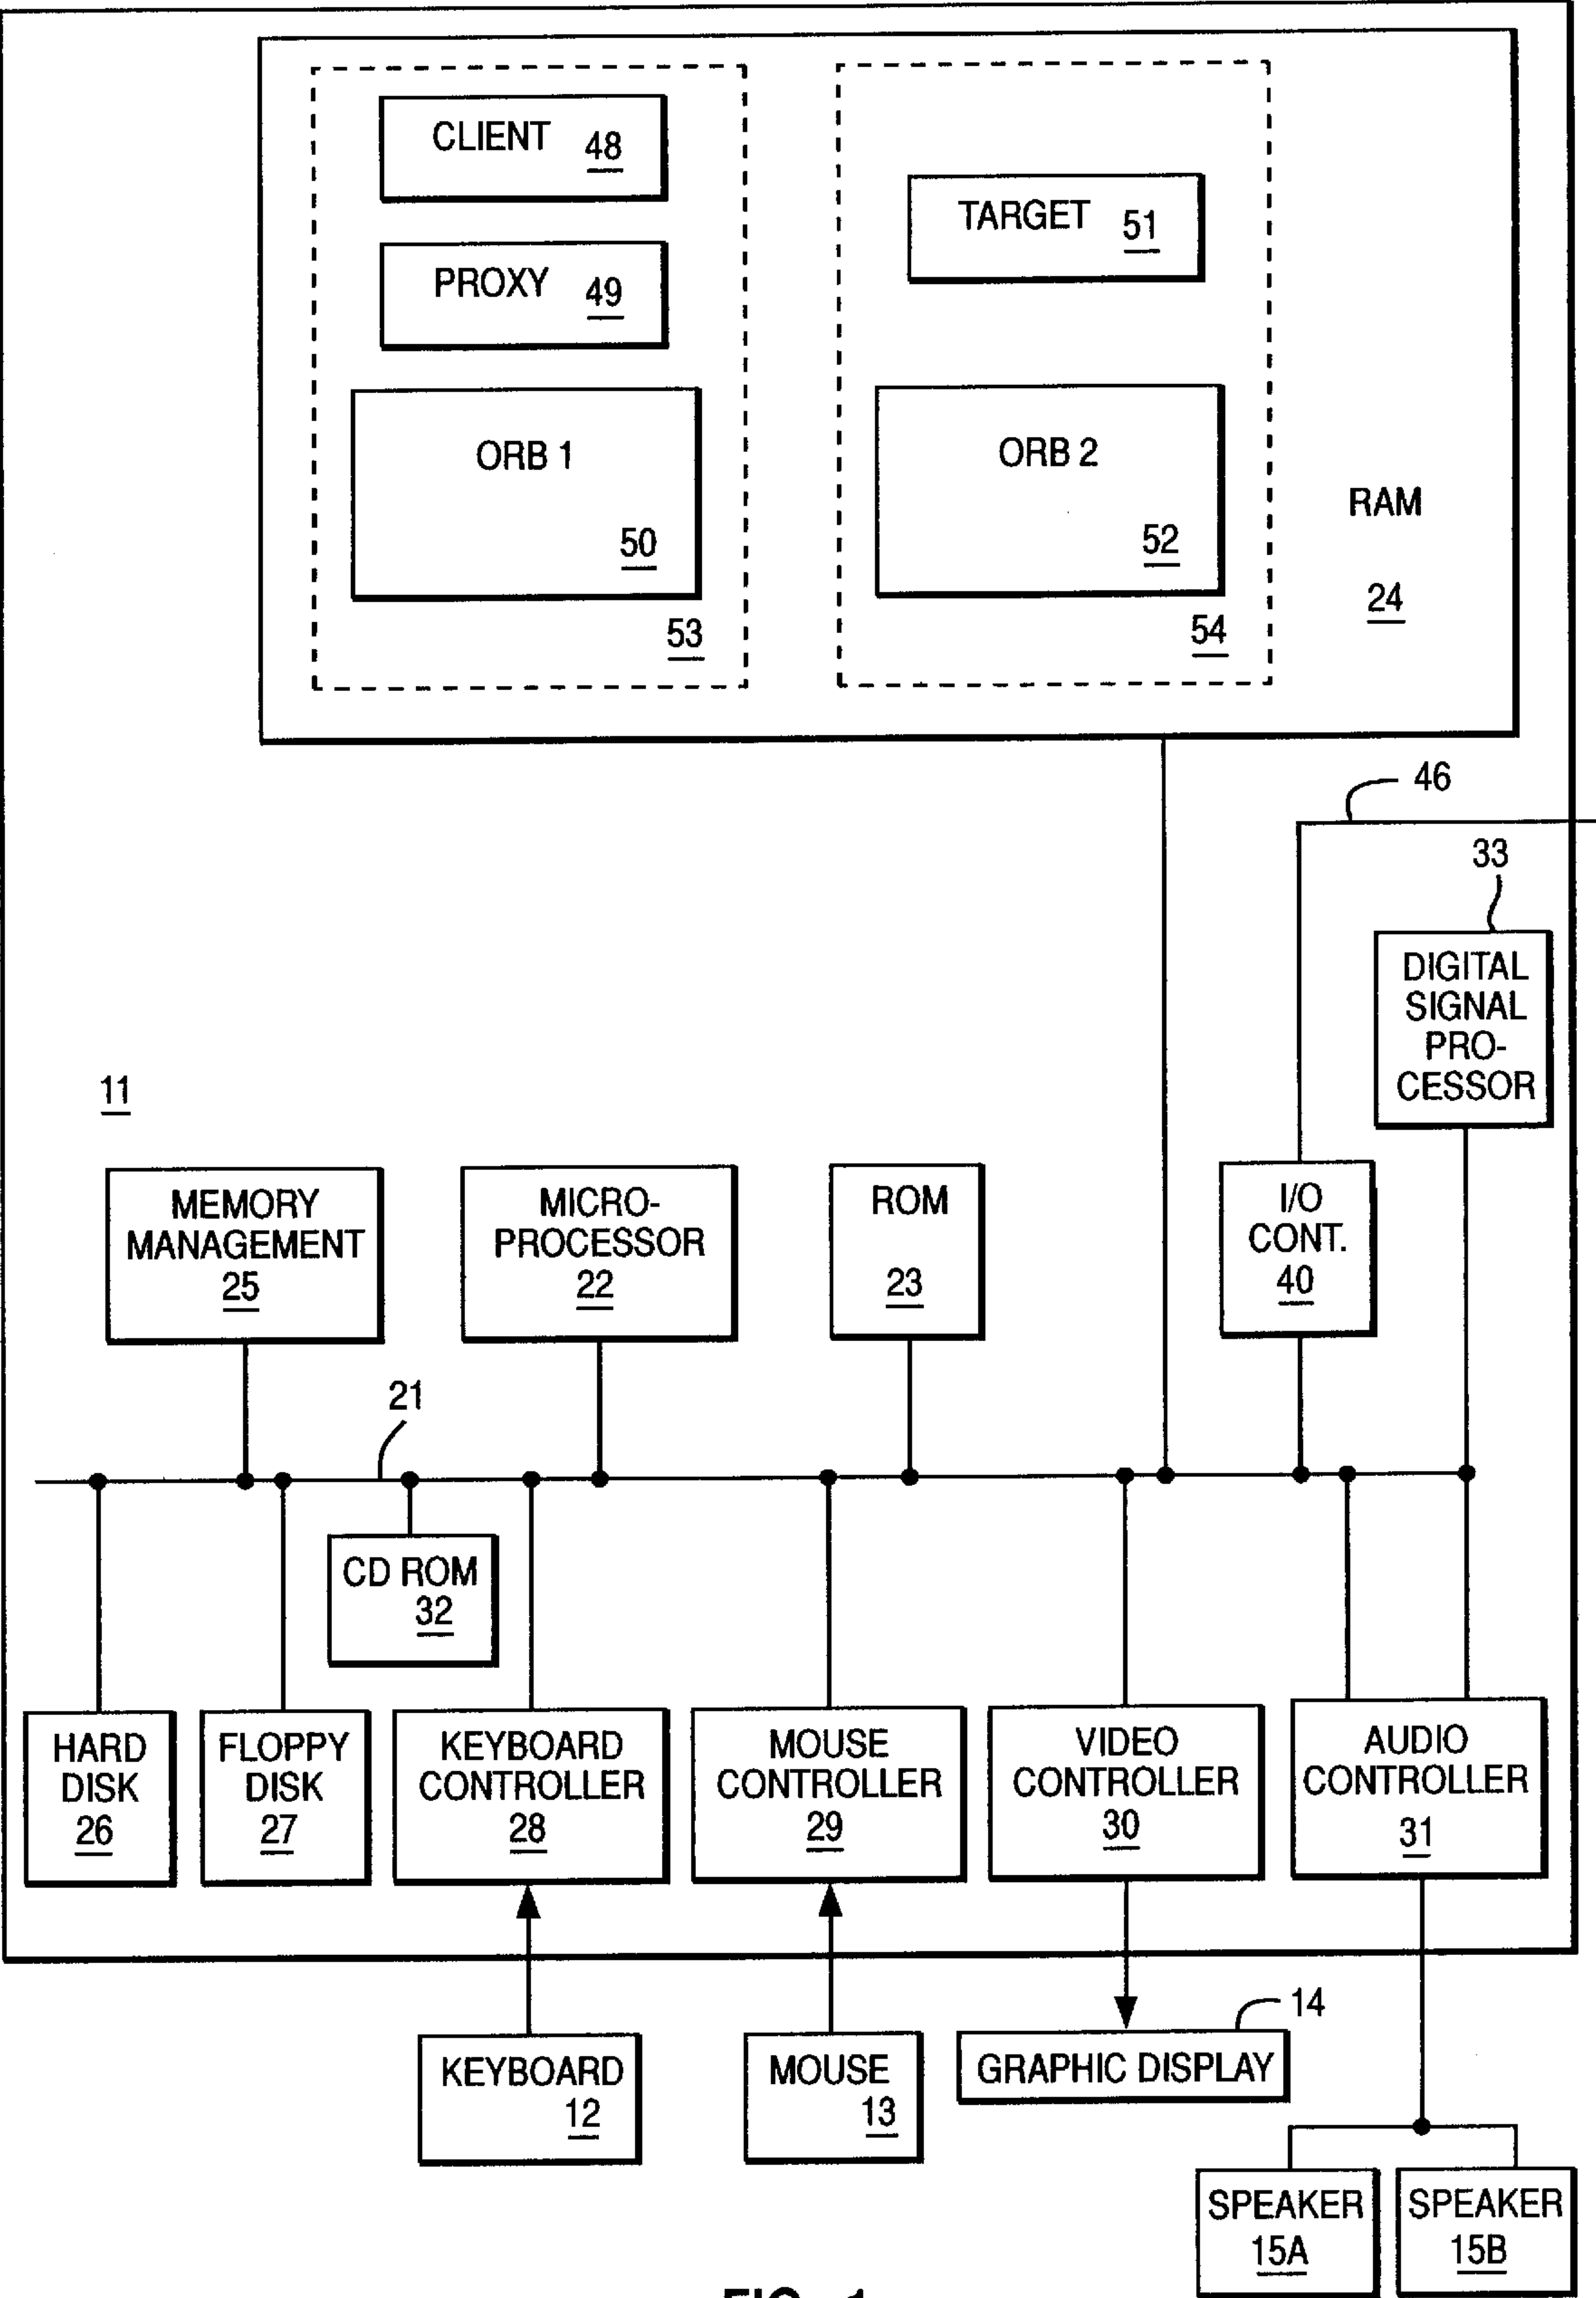 CLIENT 48
PROXY 49
ORB 1
50
53
TARGET 51
ORB 2
52
54
RAM
24
46
33
DIGITAL
SIGNAL
PRO-
CESSOR
11
MEMORY
MANAGEMENT
25
MICRO-
PROCESSOR
22
ROM
23
I/O
CONT.
40
21
CD ROM
32
HARD
DISK
26
FLOPPY
DISK
27
KEYBOARD
CONTROLLER
28
MOUSE
CONTROLLER
29
VIDEO
CONTROLLER
30
AUDIO
CONTROLLER
31
KEYBOARD
12
MOUSE
13
14
GRAPHIC DISPLAY
SPEAKER
15A
SPEAKER
15B
FIG. 1